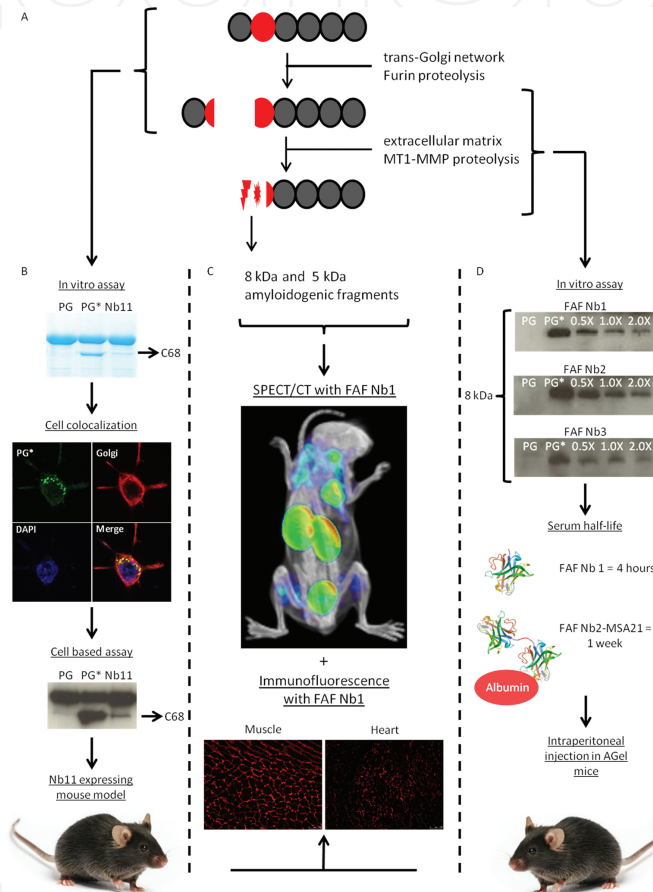 A
trans-Golgi network
Furin proteolysis
extracellular matrix
MT1-MMP proteolysis
B
In vitro assay
PG PG* Nb11
C68
Cell colocalization
PG*
Golgi
DAPI
Merge
Cell based assay
PG PG* Nb11
C68
Nb11 expressing
mouse model
C
8 kDa and 5 kDa
amyloidogenic fragments
SPECT/CT with FAF Nb1
+
Immunofluorescence
with FAF Nb1
Muscle
Heart
D
In vitro assay
FAF Nb1
PG PG* 0.5X 1.0X 2.0X
FAF Nb2
PG PG* 0.5X 1.0X 2.0X
8 kDa
FAF Nb3
PG PG* 0.5X 1.0X 2.0X
Serum half-life
FAF Nb 1 = 4 hours
FAF Nb2-MSA21 =
1 week
Albumin
Intraperitoneal
injection in AGel
mice